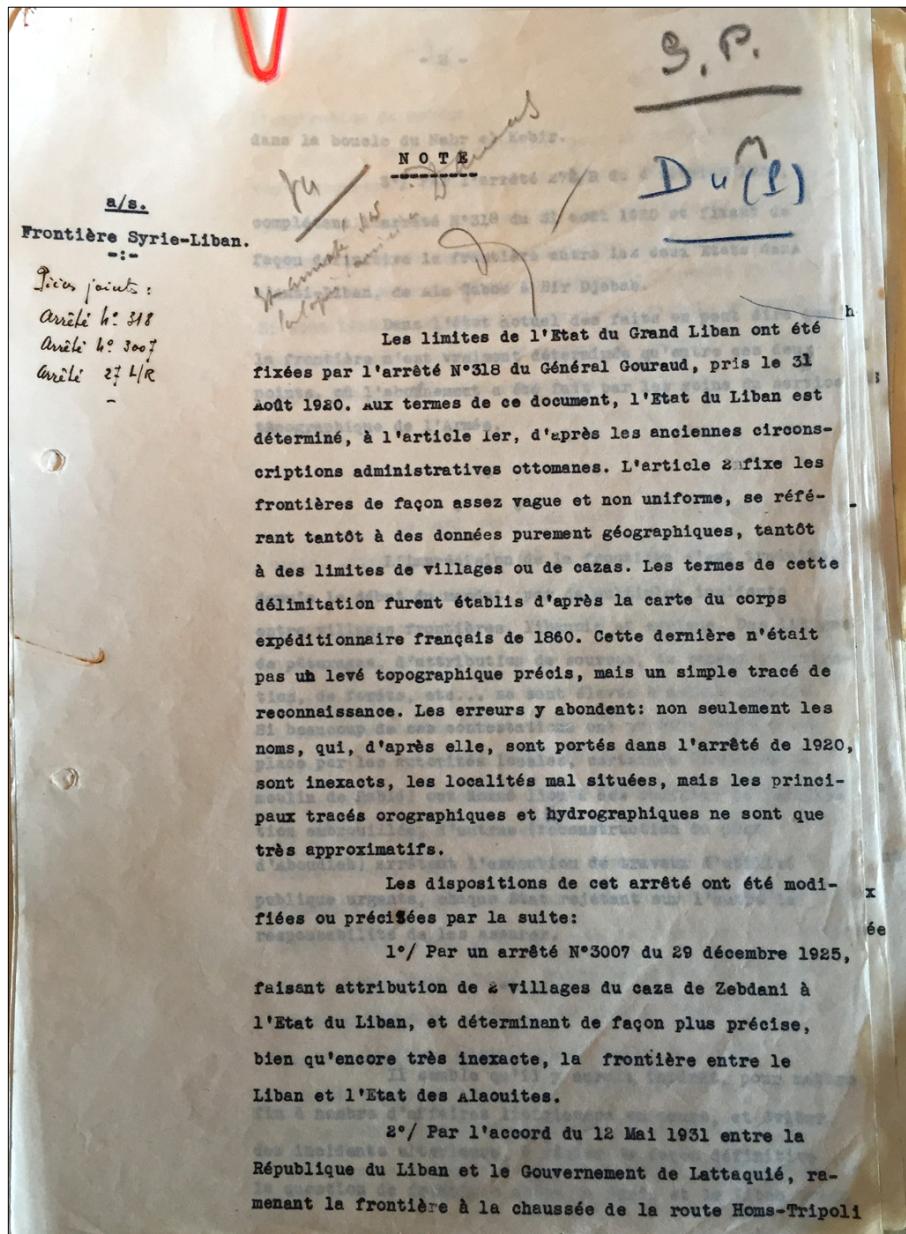 S.P.
NOTE
Du (1)
a/s.
Frontière Syrie-Liban.
-:-
Pièces joints :
Arrêté N° 318
Arrêté N° 3007
Arrêté 27 L/R
-
Les limites de l'Etat du Grand Liban ont été
fixées par l'arrêté N°318 du Général Gouraud, pris le 31
Août 1920. Aux termes de ce document, l'Etat du Liban est
déterminé, à l'article Ier, d'après les anciennes circons-
criptions administratives ottomanes. L'article 2 fixe les
frontières de façon assez vague et non uniforme, se réfé-
rant tantôt à des données purement géographiques, tantôt
à des limites de villages ou de cazas. Les termes de cette
délimitation furent établis d'après la carte du corps
expéditionnaire français de 1860. Cette dernière n'était
pas un levé topographique précis, mais un simple tracé de
reconnaissance. Les erreurs y abondent: non seulement les
noms, qui, d'après elle, sont portés dans l'arrêté de 1920,
sont inexacts, les localités mal situées, mais les princi-
paux tracés orographiques et hydrographiques ne sont que
très approximatifs.
Les dispositions de cet arrêté ont été modi-
fiées ou précisées par la suite:
1°/ Par un arrêté N°3007 du 29 décembre 1925,
faisant attribution de 2 villages du caza de Zebdani à
l'Etat du Liban, et déterminant de façon plus précise,
bien qu'encore très inexacte, la frontière entre le
Liban et l'Etat des Alaouites.
2°/ Par l'accord du 12 Mai 1931 entre la
République du Liban et le Gouvernement de Lattaquié, ra-
menant la frontière à la chaussée de la route Homs-Tripoli